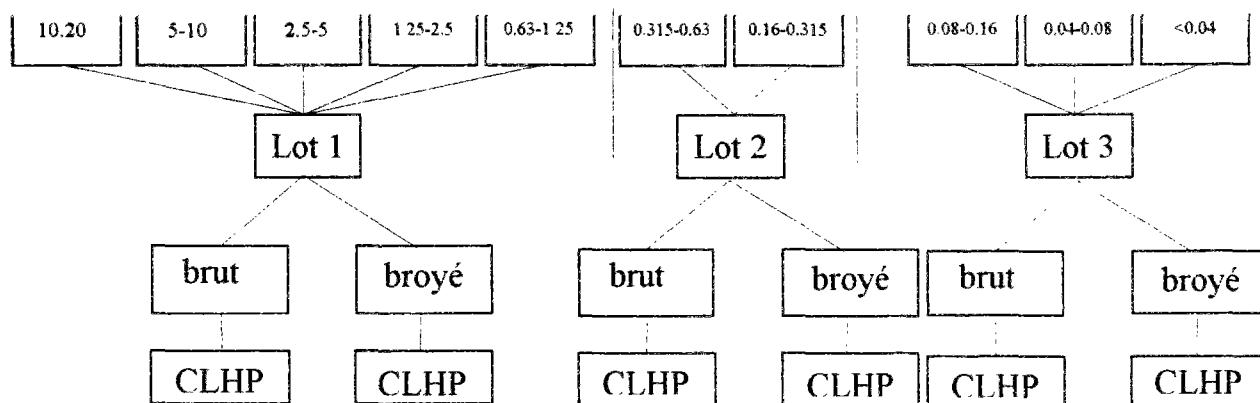 10.20 5-10 2.5-5 1 25-2.5 0.63-1 25 0.315-0.63 0.16-0.315 0.08-0.16 0.04-0.08 <0.04
Lot 1 Lot 2 Lot 3
brut broyé brut broyé brut broyé
CLHP CLHP CLHP CLHP CLHP CLHP